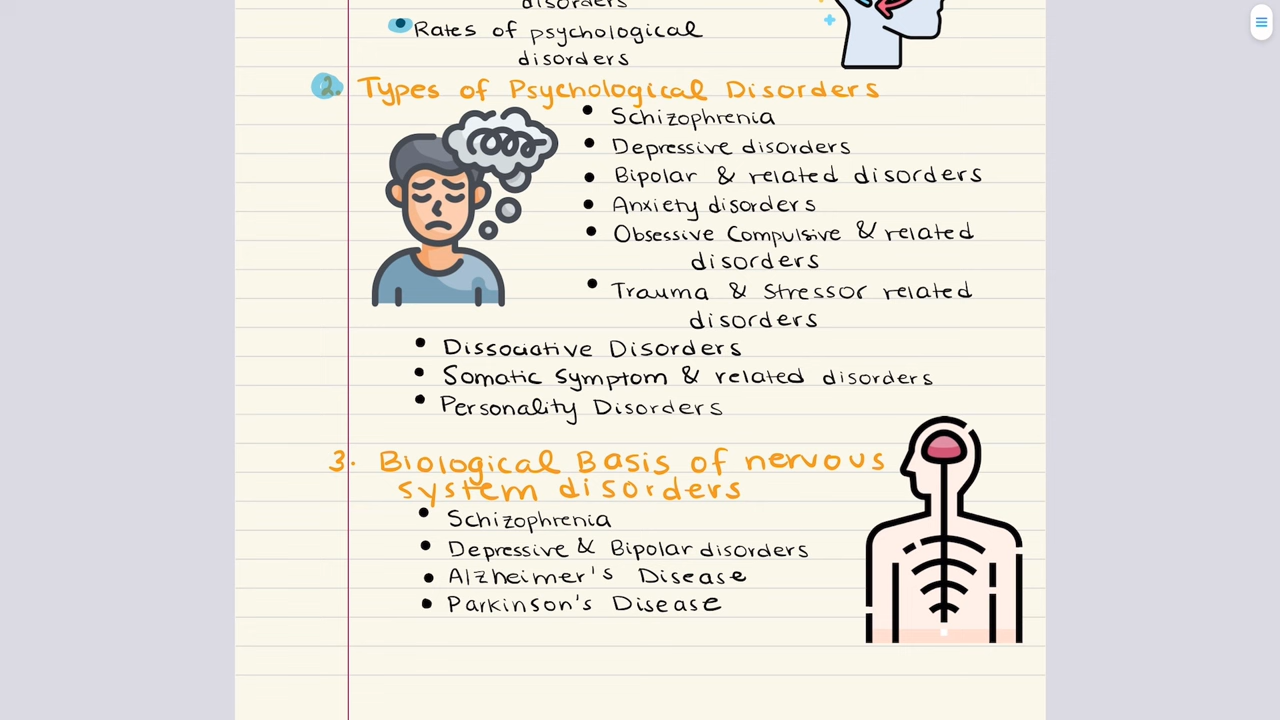 disorders
Rates of psychological
disorders
2. Types of Psychological Disorders
Schizophrenia
Depressive disorders
Bipolar & related disorders
Anxiety disorders
Obsessive Compulsive & related
disorders
Trauma & Stressor related
disorders
Dissociative Disorders
Somatic Symptom & related disorders
Personality Disorders
3. Biological Basis of nervous
system disorders
Schizophrenia
Depressive & Bipolar disorders
Alzheimer's Disease
Parkinson's Disease